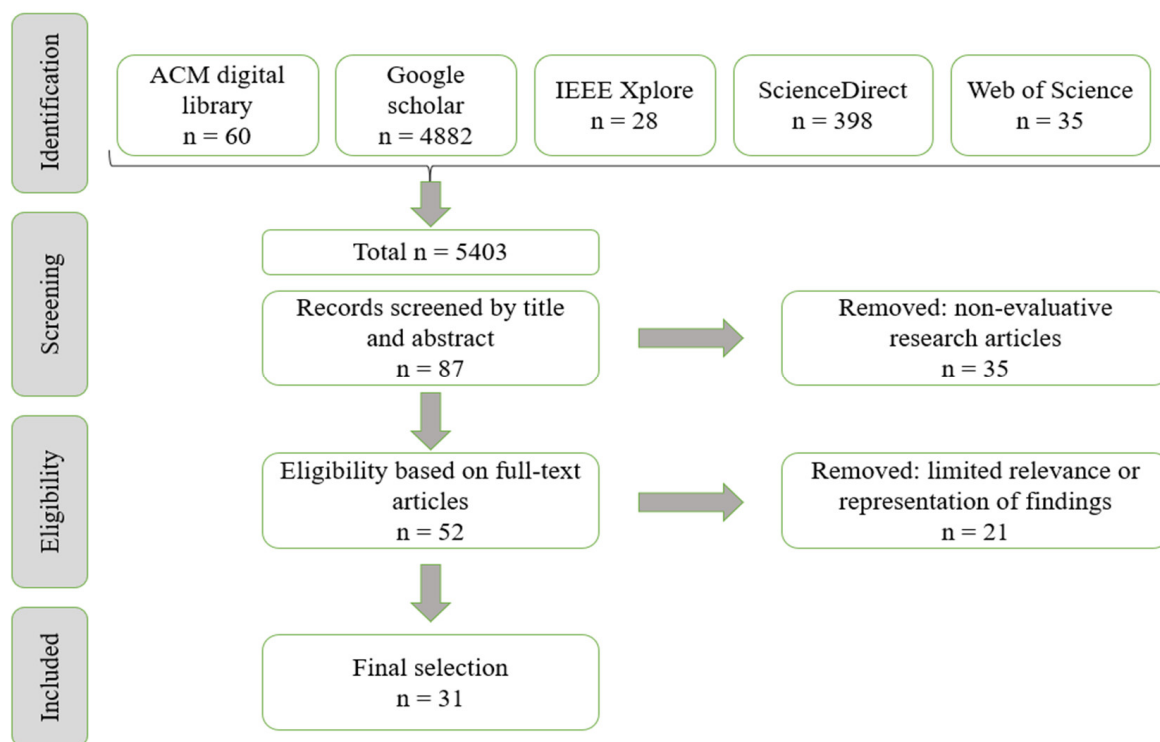 Identification
ACM digital
library
n = 60
Google
scholar
n = 4882
IEEE Xplore
n = 28
ScienceDirect
n = 398
Web of Science
n = 35
Screening
Total n = 5403
Records screened by title
and abstract
n = 87
Removed: non-evaluative
research articles
n = 35
Eligibility
Eligibility based on full-text
articles
n = 52
Removed: limited relevance or
representation of findings
n = 21
Included
Final selection
n = 31